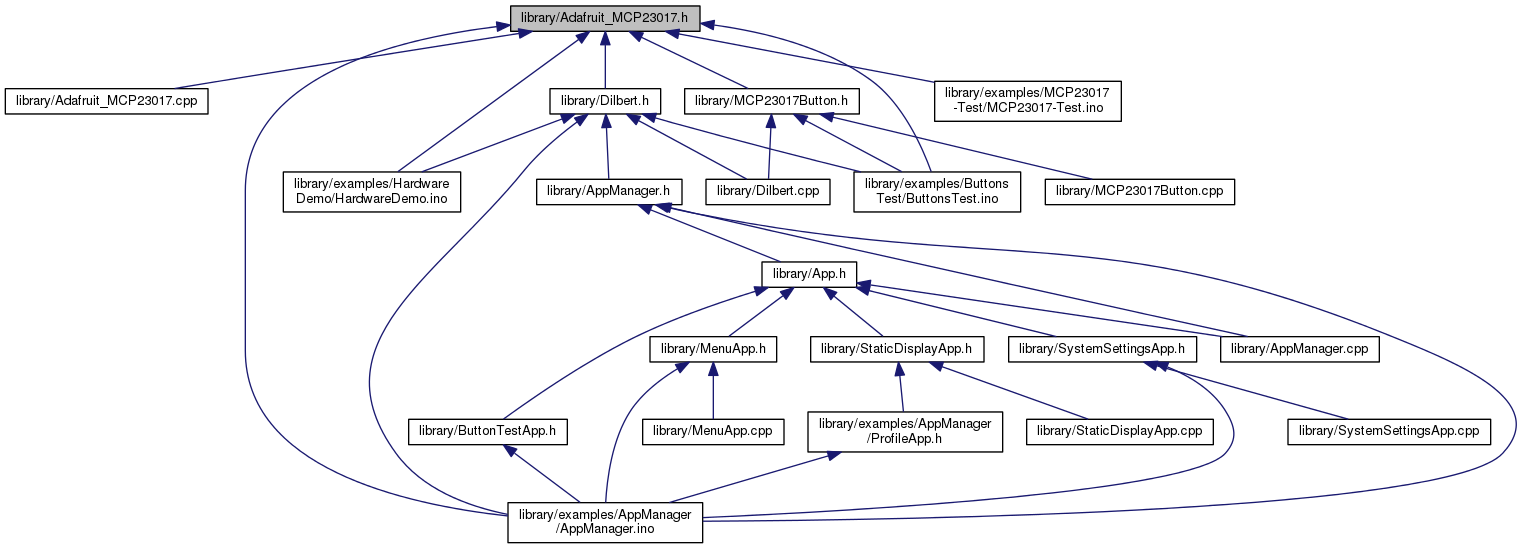 library/Adafruit_MCP23017.h
library/Adafruit_MCP23017.cpp
library/Dilbert.h
library/MCP23017Button.h
library/examples/MCP23017
-Test/MCP23017-Test.ino
library/examples/Hardware
Demo/HardwareDemo.ino
library/AppManager.h
library/Dilbert.cpp
library/examples/Buttons
Test/ButtonsTest.ino
library/MCP23017Button.cpp
library/App.h
library/MenuApp.h
library/StaticDisplayApp.h
library/SystemSettingsApp.h
library/AppManager.cpp
library/ButtonTestApp.h
library/MenuApp.cpp
library/examples/AppManager
/ProfileApp.h
library/StaticDisplayApp.cpp
library/SystemSettingsApp.cpp
library/examples/AppManager
/AppManager.ino